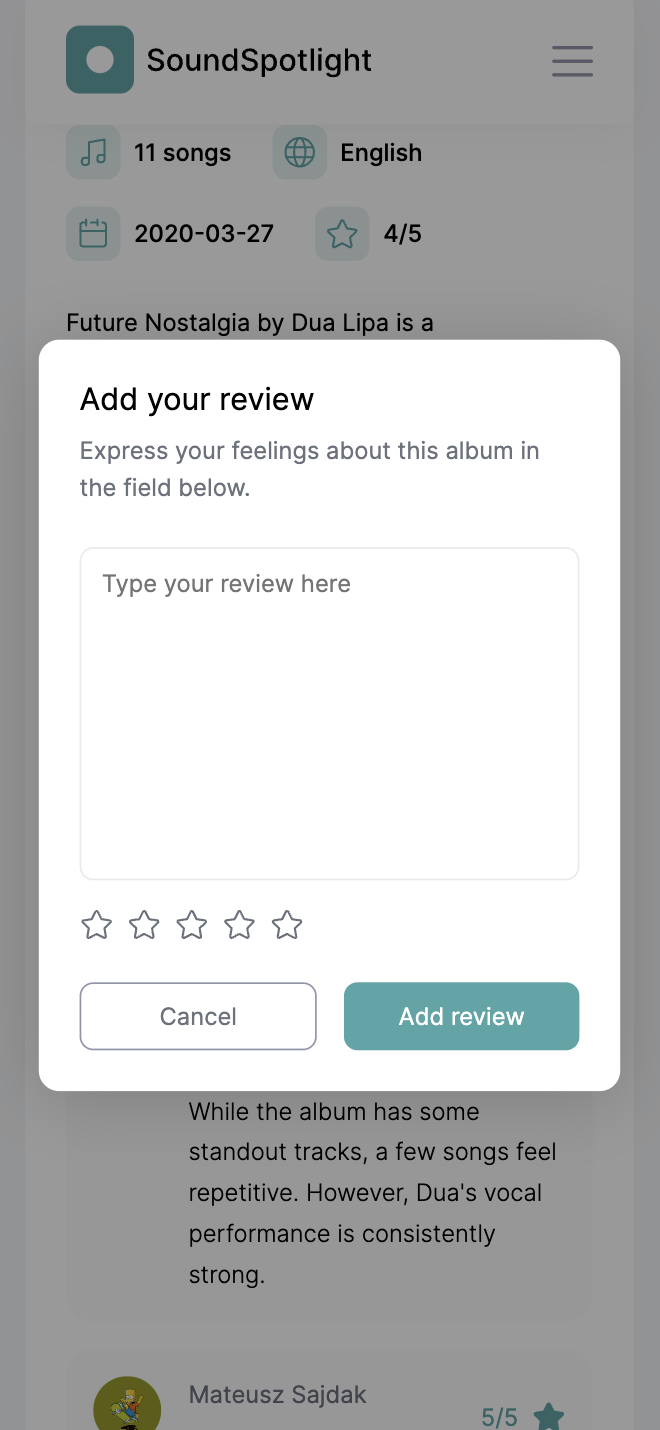 SoundSpotlight
11 songs
English
2020-03-27
4/5
Future Nostalgia by Dua Lipa is a
Add your review
Express your feelings about this album in
the field below.
Type your review here
Cancel
Add review
While the album has some
standout tracks, a few songs feel
repetitive. However, Dua's vocal
performance is consistently
strong.
Mateusz Sajdak
5/5